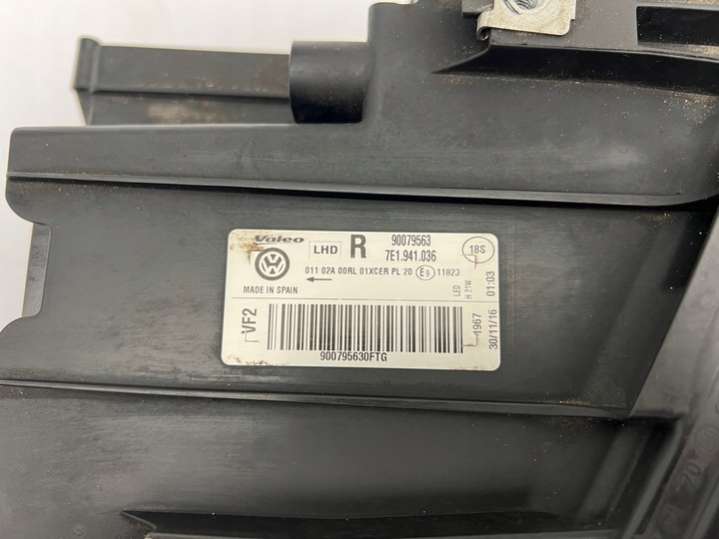 Valeo LHD R 90079563
7E1.941.036 18S
011 02A 00RL 01XCER PL 20 E9 11823
MADE IN SPAIN
LED
H 21W
01:03
VF2
1967
30/11/16
900795630FTG